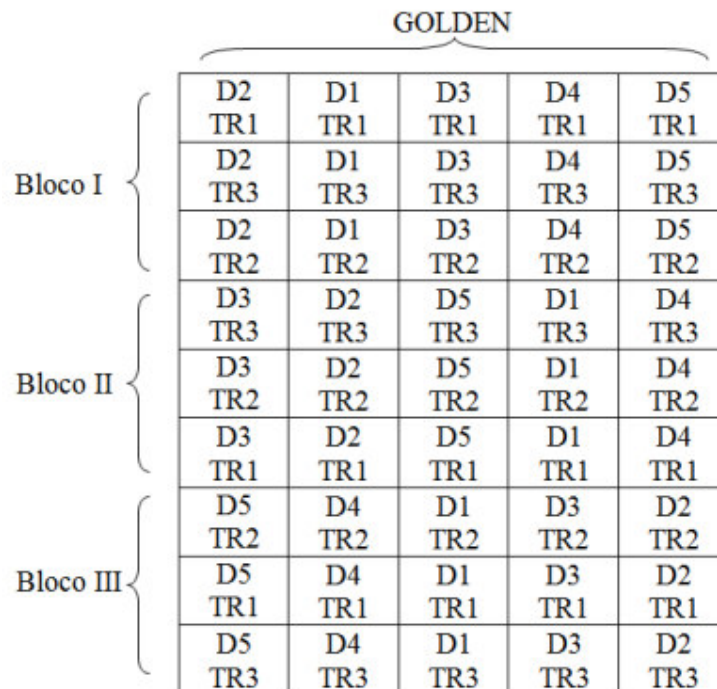 GOLDEN
D2 D1 D3 D4 D5
TR1 TR1 TR1 TR1 TR1
Bloco I
D2 D1 D3 D4 D5
TR3 TR3 TR3 TR3 TR3
D2 D1 D3 D4 D5
TR2 TR2 TR2 TR2 TR2
D3 D2 D5 D1 D4
TR3 TR3 TR3 TR3 TR3
Bloco II
D3 D2 D5 D1 D4
TR2 TR2 TR2 TR2 TR2
D3 D2 D5 D1 D4
TR1 TR1 TR1 TR1 TR1
D5 D4 D1 D3 D2
TR2 TR2 TR2 TR2 TR2
Bloco III
D5 D4 D1 D3 D2
TR1 TR1 TR1 TR1 TR1
D5 D4 D1 D3 D2
TR3 TR3 TR3 TR3 TR3